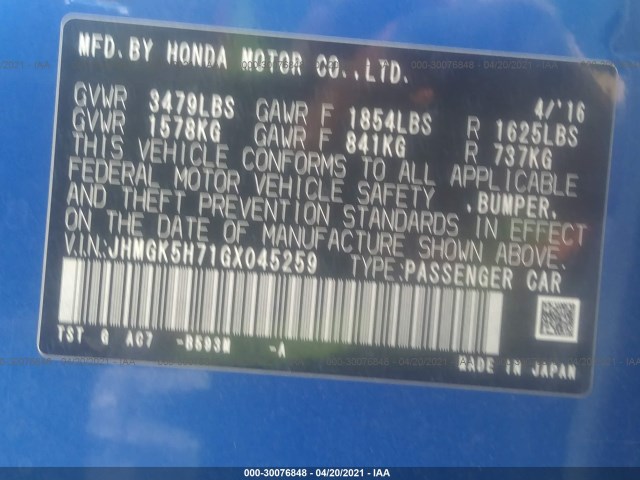 MFD. BY HONDA MOTOR CO.,LTD.
4/'16
GVWR 3479LBS GAWR F 1854LBS R 1625LBS
GVWR 1578KG GAWR F 841KG R 737KG
THIS VEHICLE CONFORMS TO ALL APPLICABLE
FEDERAL MOTOR VEHICLE SAFETY ,BUMPER,
AND THEFT PREVENTION STANDARDS IN EFFECT
ON THE DATE OF MANUFACTURE SHOWN ABOVE.
V.I.N:JHMGK5H71GX045259 TYPE:PASSENGER CAR
TST G AC7 -B593M -A
MADE IN JAPAN
000-30076848 - 04/20/2021 - IAA